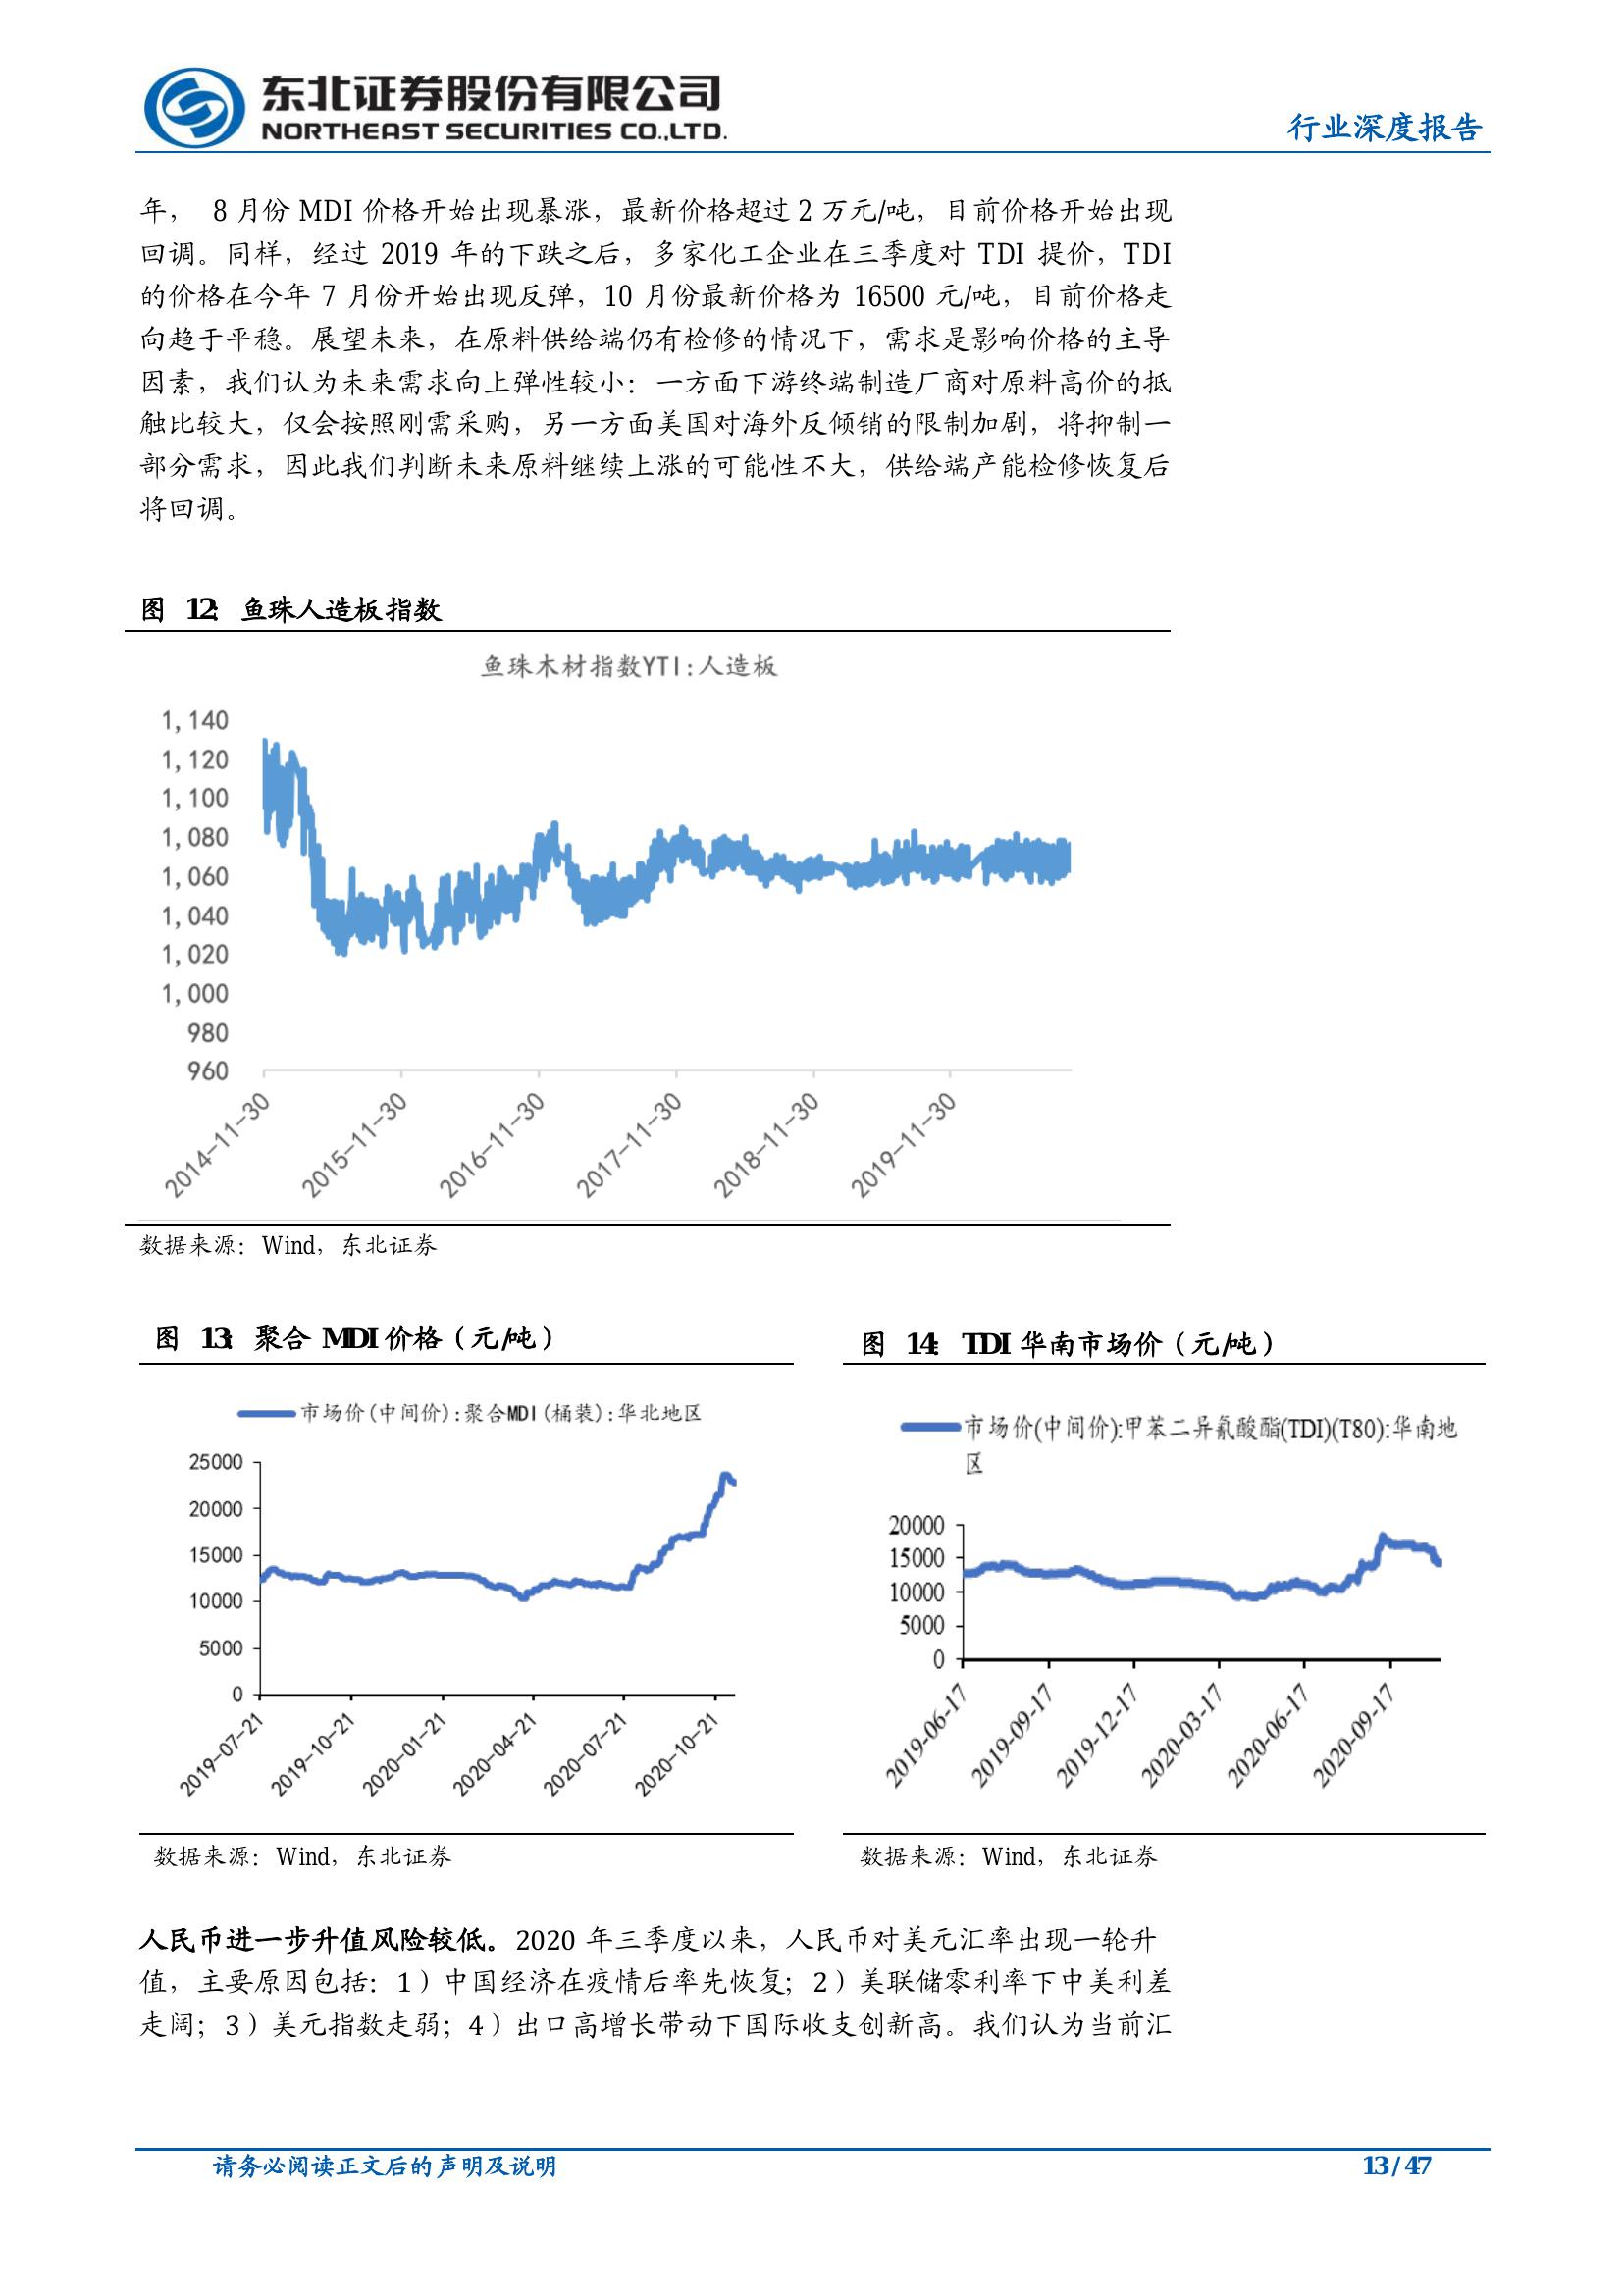 东北证券股份有限公司
NORTHEAST SECURITIES CO.,LTD.
行业深度报告
年， 8 月份 MDI 价格开始出现暴涨，最新价格超过 2 万元/吨，目前价格开始出现
回调。同样，经过 2019 年的下跌之后，多家化工企业在三季度对 TDI 提价，TDI
的价格在今年 7 月份开始出现反弹，10 月份最新价格为 16500 元/吨，目前价格走
向趋于平稳。展望未来，在原料供给端仍有检修的情况下，需求是影响价格的主导
因素，我们认为未来需求向上弹性较小：一方面下游终端制造厂商对原料高价的抵
触比较大，仅会按照刚需采购，另一方面美国对海外反倾销的限制加剧，将抑制一
部分需求，因此我们判断未来原料继续上涨的可能性不大，供给端产能检修恢复后
将回调。
图 12：鱼珠人造板指数
鱼珠木材指数YTI:人造板
1,140
1,120
1,100
1,080
1,060
1,040
1,020
1,000
980
960
2014-11-30
2015-11-30
2016-11-30
2017-11-30
2018-11-30
2019-11-30
数据来源：Wind，东北证券
图 13：聚合 MDI 价格（元/吨）
市场价(中间价):聚合MDI(桶装):华北地区
25000
20000
15000
10000
5000
0
2019-07-21
2019-10-21
2020-01-21
2020-04-21
2020-07-21
2020-10-21
数据来源：Wind，东北证券
图 14：TDI 华南市场价（元/吨）
市场价(中间价):甲苯二异氰酸酯(TDI)(T80):华南地
区
20000
15000
10000
5000
0
2019-06-17
2019-09-17
2019-12-17
2020-03-17
2020-06-17
2020-09-17
数据来源：Wind，东北证券
人民币进一步升值风险较低。2020 年三季度以来，人民币对美元汇率出现一轮升
值，主要原因包括：1）中国经济在疫情后率先恢复；2）美联储零利率下中美利差
走阔；3）美元指数走弱；4）出口高增长带动下国际收支创新高。我们认为当前汇
请务必阅读正文后的声明及说明
13 / 47